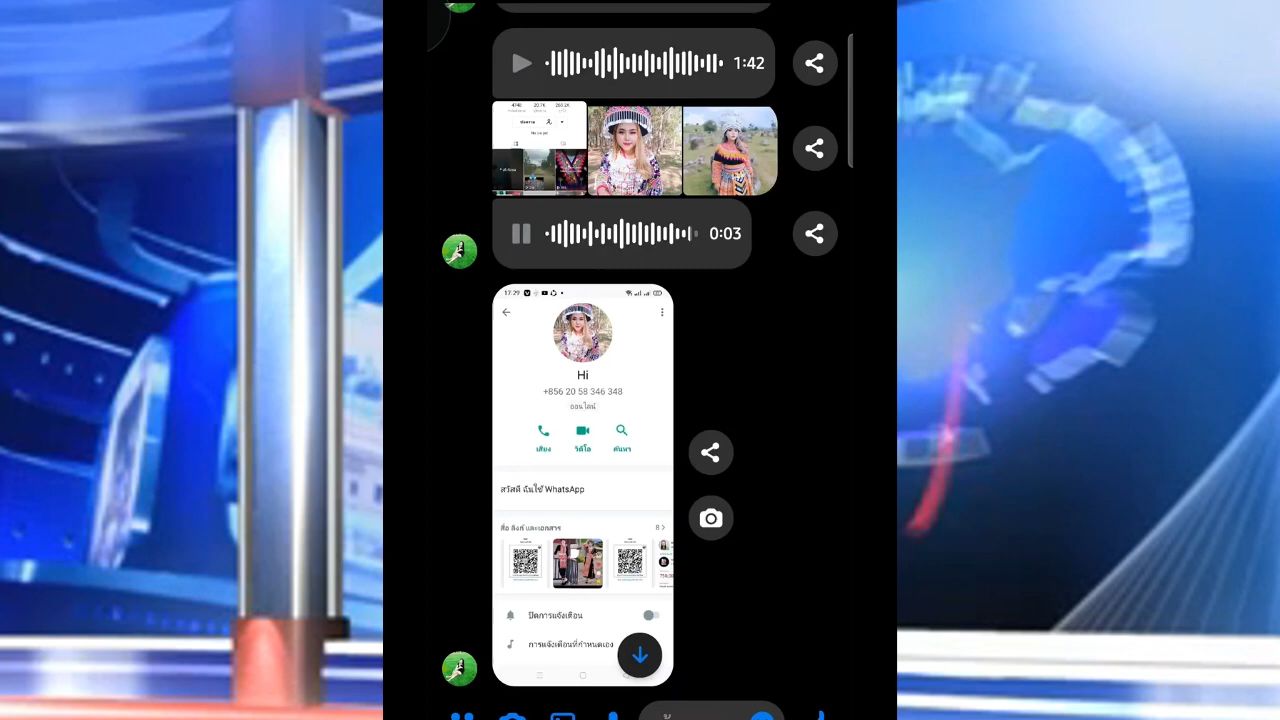 1:42
0:03
17:29
Hi
+856 20 58 346 348
ออนไลน์
เสียง วิดีโอ ค้นหา
สวัสดี ฉันใช้ WhatsApp
สื่อ ลิงก์ และเอกสาร 8 >
ปิดการแจ้งเตือน
การแจ้งเตือนที่กำหนดเอง